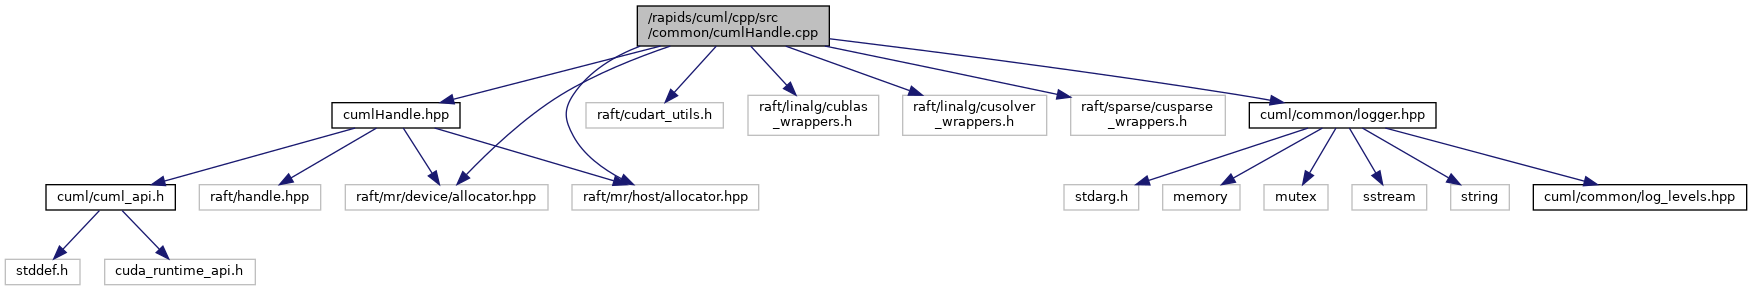 /rapids/cuml/cpp/src
/common/cumlHandle.cpp
cumlHandle.hpp
raft/cudart_utils.h
raft/linalg/cublas
_wrappers.h
raft/linalg/cusolver
_wrappers.h
raft/sparse/cusparse
_wrappers.h
cuml/common/logger.hpp
cuml/cuml_api.h
raft/handle.hpp
raft/mr/device/allocator.hpp
raft/mr/host/allocator.hpp
stdarg.h
memory
mutex
sstream
string
cuml/common/log_levels.hpp
stddef.h
cuda_runtime_api.h